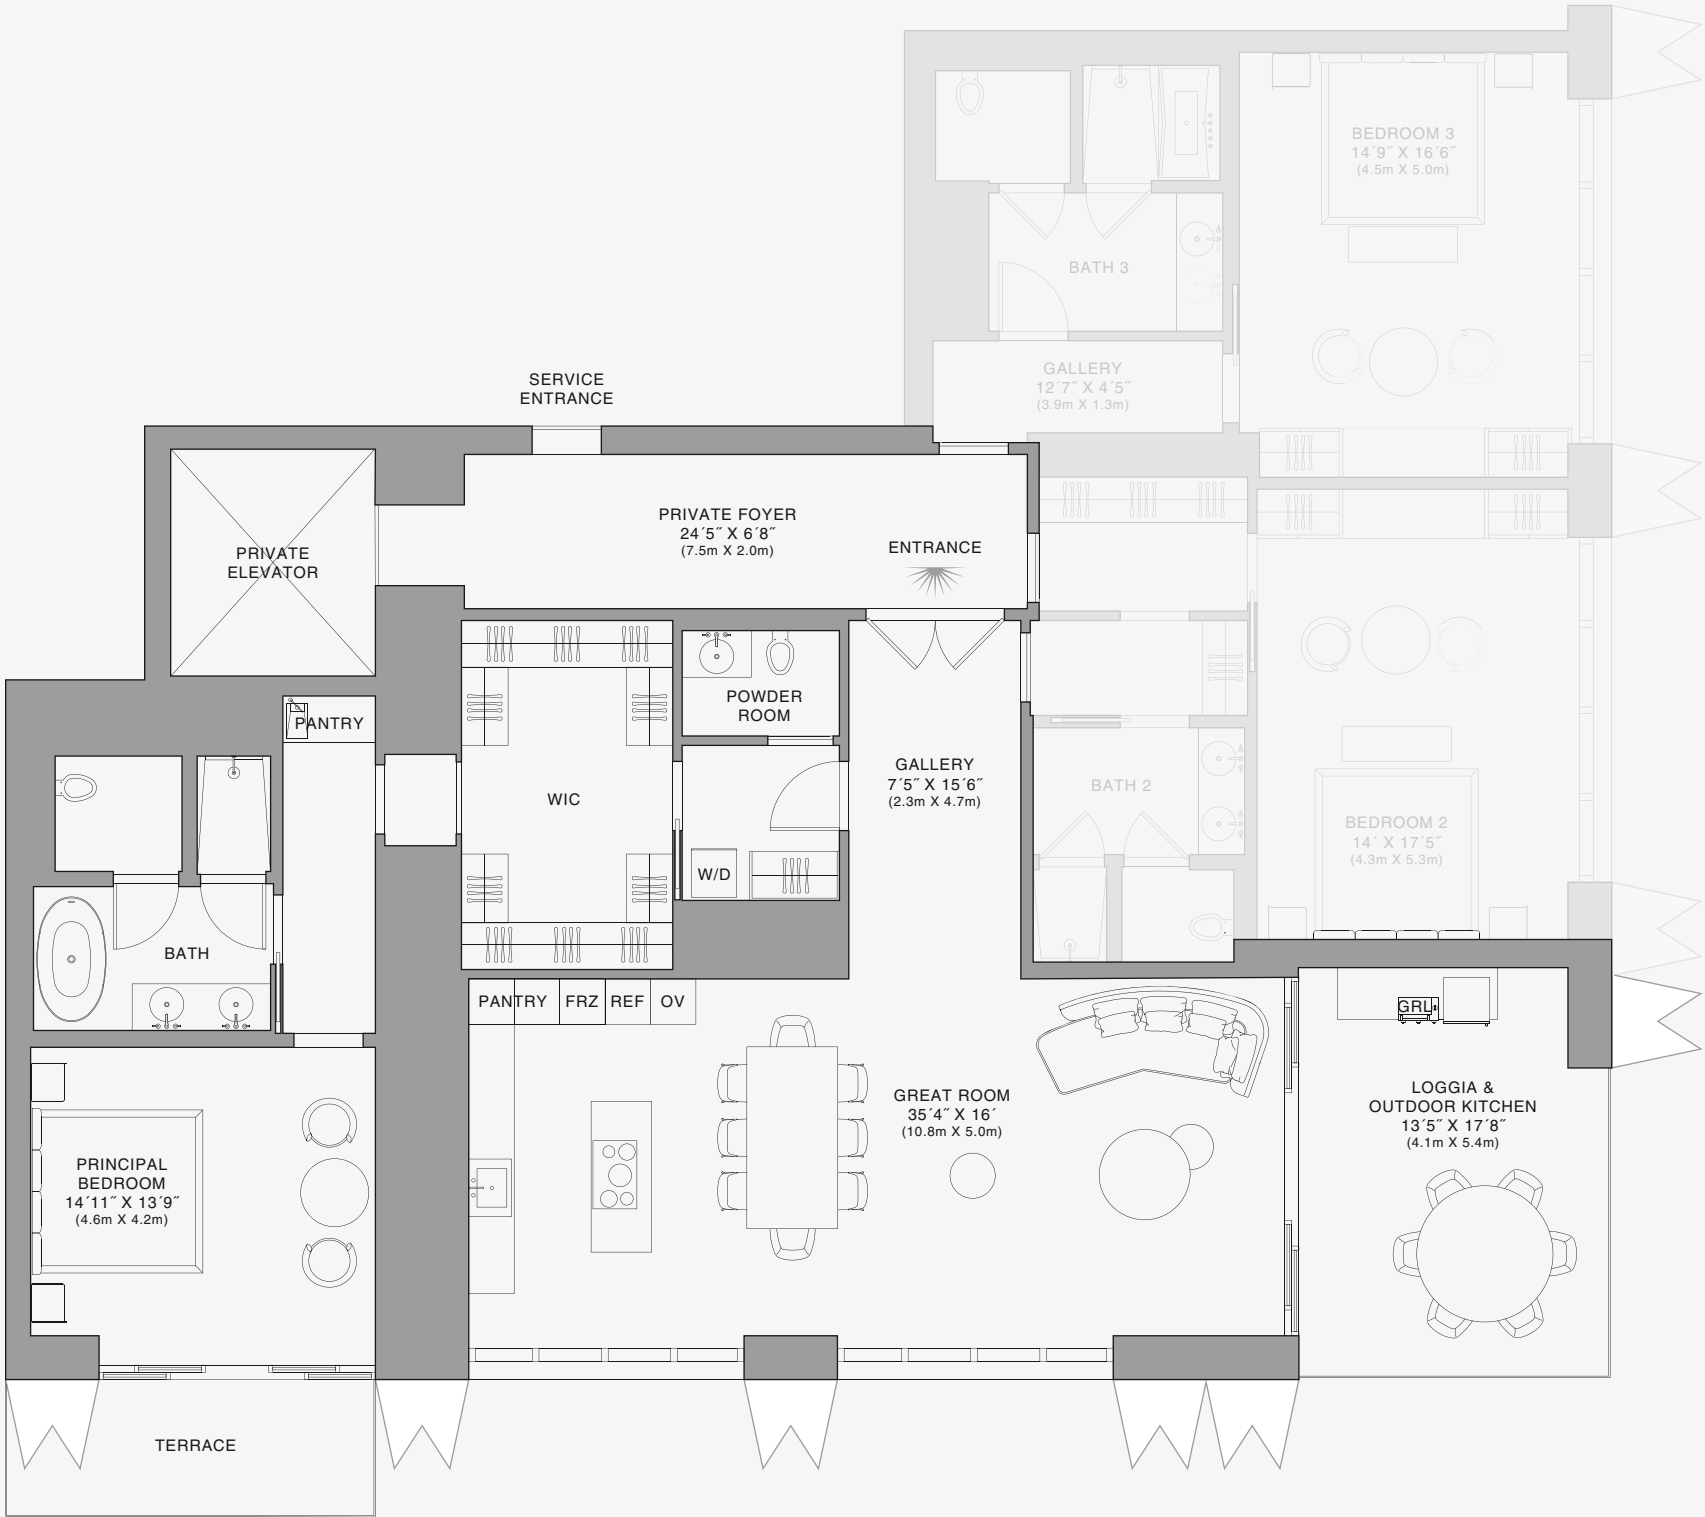 BEDROOM 3
14´9˝ X 16´6˝
(4.5m X 5.0m)
BATH 3
GALLERY
12´7˝ X 4´5˝
(3.9m X 1.3m)
SERVICE
ENTRANCE
PRIVATE FOYER
24´5˝ X 6´8˝
(7.5m X 2.0m)
ENTRANCE
PRIVATE
ELEVATOR
POWDER
ROOM
PANTRY
GALLERY
7´5˝ X 15´6˝
(2.3m X 4.7m)
WIC
BATH 2
BEDROOM 2
14´ X 17´5˝
(4.3m X 5.3m)
W/D
BATH
PANTRY
FRZ
REF
OV
GRL
GREAT ROOM
35´4˝ X 16´
(10.8m X 5.0m)
LOGGIA &
OUTDOOR KITCHEN
13´5˝ X 17´8˝
(4.1m X 5.4m)
PRINCIPAL
BEDROOM
14´11˝ X 13´9˝
(4.6m X 4.2m)
TERRACE